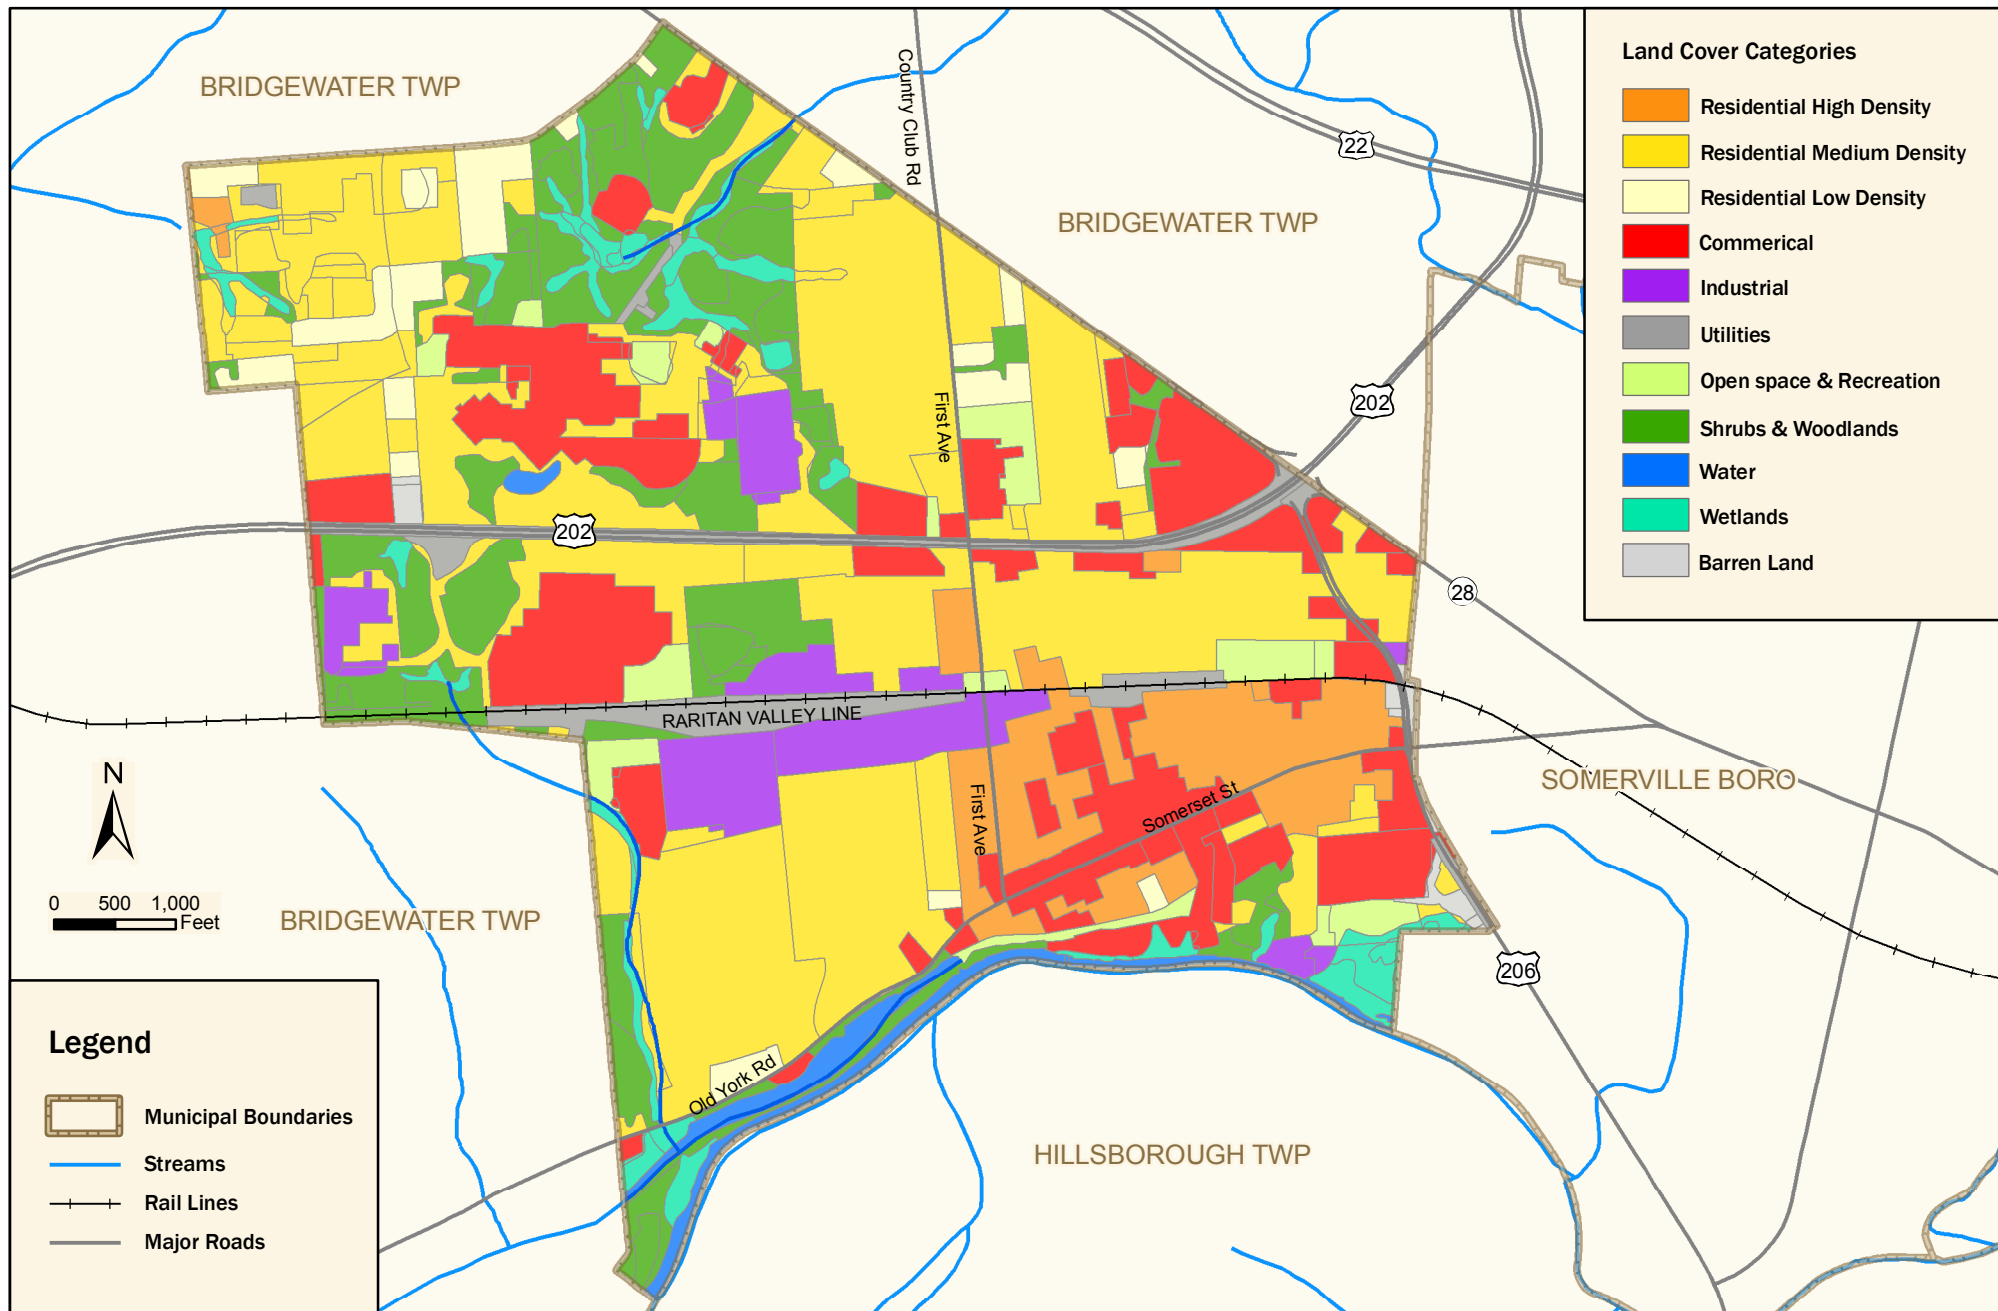 BRIDGEWATER TWP
Country Club Rd
22
BRIDGEWATER TWP
202
First Ave
202
28
RARITAN VALLEY LINE
First Ave
Somerset St
SOMERVILLE BORO
BRIDGEWATER TWP
206
Old York Rd
HILLSBOROUGH TWP
Land Cover Categories
Residential High Density
Residential Medium Density
Residential Low Density
Commerical
Industrial
Utilities
Open space & Recreation
Shrubs & Woodlands
Water
Wetlands
Barren Land
N
0 500 1,000
Feet
Legend
Municipal Boundaries
Streams
Rail Lines
Major Roads